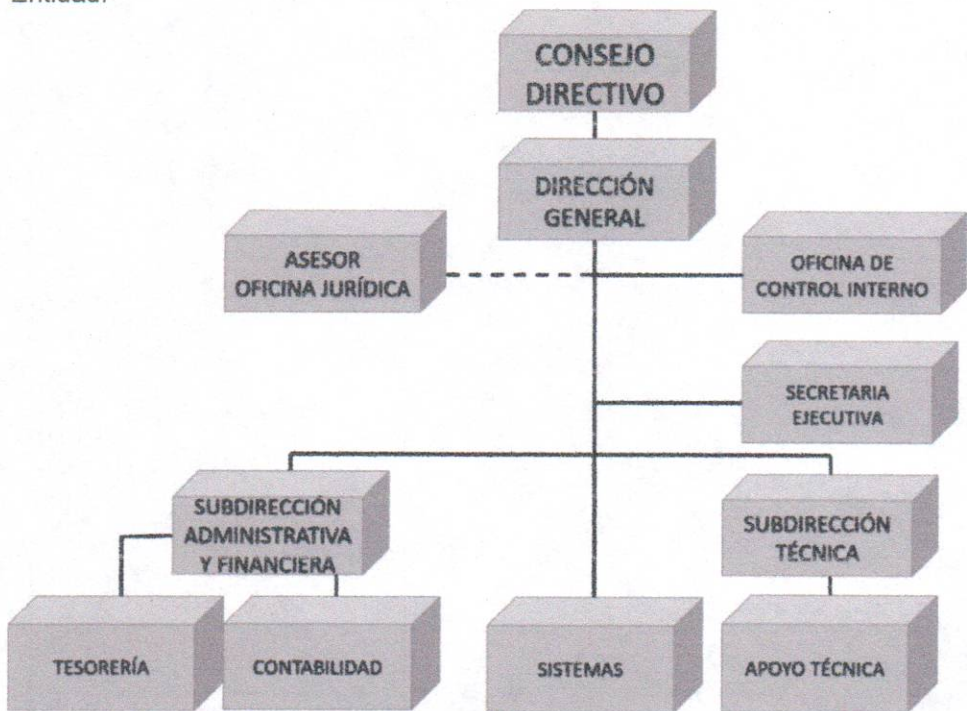 Entidad.
CONSEJO
DIRECTIVO
DIRECCIÓN
GENERAL
ASESOR
OFICINA JURÍDICA
OFICINA DE
CONTROL INTERNO
SECRETARIA
EJECUTIVA
SUBDIRECCIÓN
ADMINISTRATIVA
Y FINANCIERA
SUBDIRECCIÓN
TÉCNICA
TESORERÍA
CONTABILIDAD
SISTEMAS
APOYO TÉCNICA